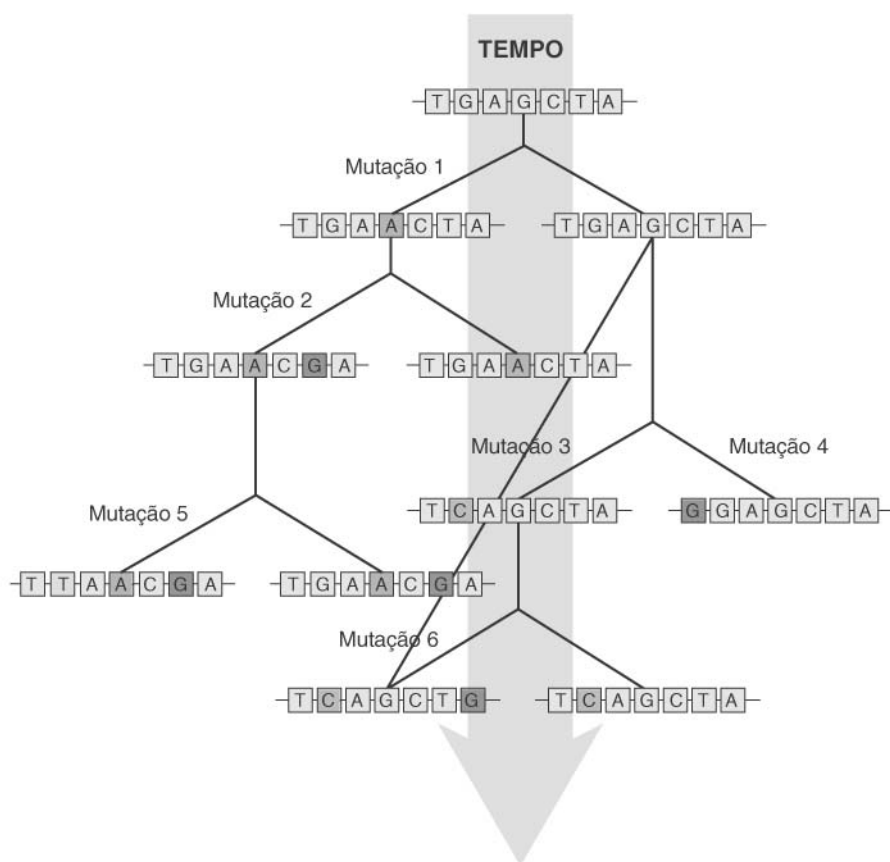 TEMPO
T G A G C T A
Mutação 1
T G A A C T A
T G A G C T A
Mutação 2
T G A A C G A
T G A A C T A
Mutação 3
Mutação 4
T C A G C T A
G G A G C T A
Mutação 5
T T A A C G A
T G A A C G A
Mutação 6
T C A G C T G
T C A G C T A